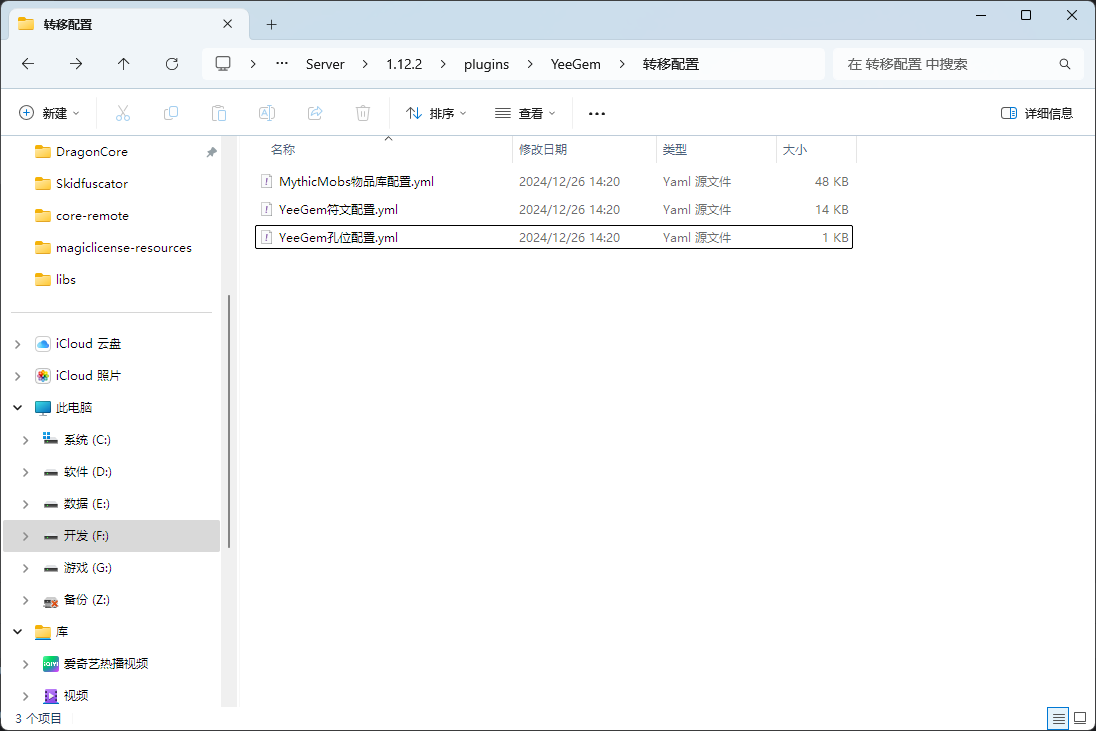 转移配置
Server
1.12.2
plugins
YeeGem
转移配置
在 转移配置 中搜索
新建
排序
查看
详细信息
DragonCore
Skidfuscator
core-remote
magiclicense-resources
libs
iCloud 云盘
iCloud 照片
此电脑
系统 (C:)
软件 (D:)
数据 (E:)
开发 (F:)
游戏 (G:)
备份 (Z:)
库
爱奇艺热播视频
视频
名称 修改日期 类型 大小
MythicMobs物品库配置.yml 2024/12/26 14:20 Yaml 源文件 48 KB
YeeGem符文配置.yml 2024/12/26 14:20 Yaml 源文件 14 KB
YeeGem孔位配置.yml 2024/12/26 14:20 Yaml 源文件 1 KB
3 个项目